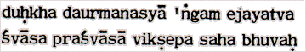 duḥkha daurmanasyā 'ṅgam ejayatva
śvāsa praśvāsā vikṣepa saha bhuvaḥ